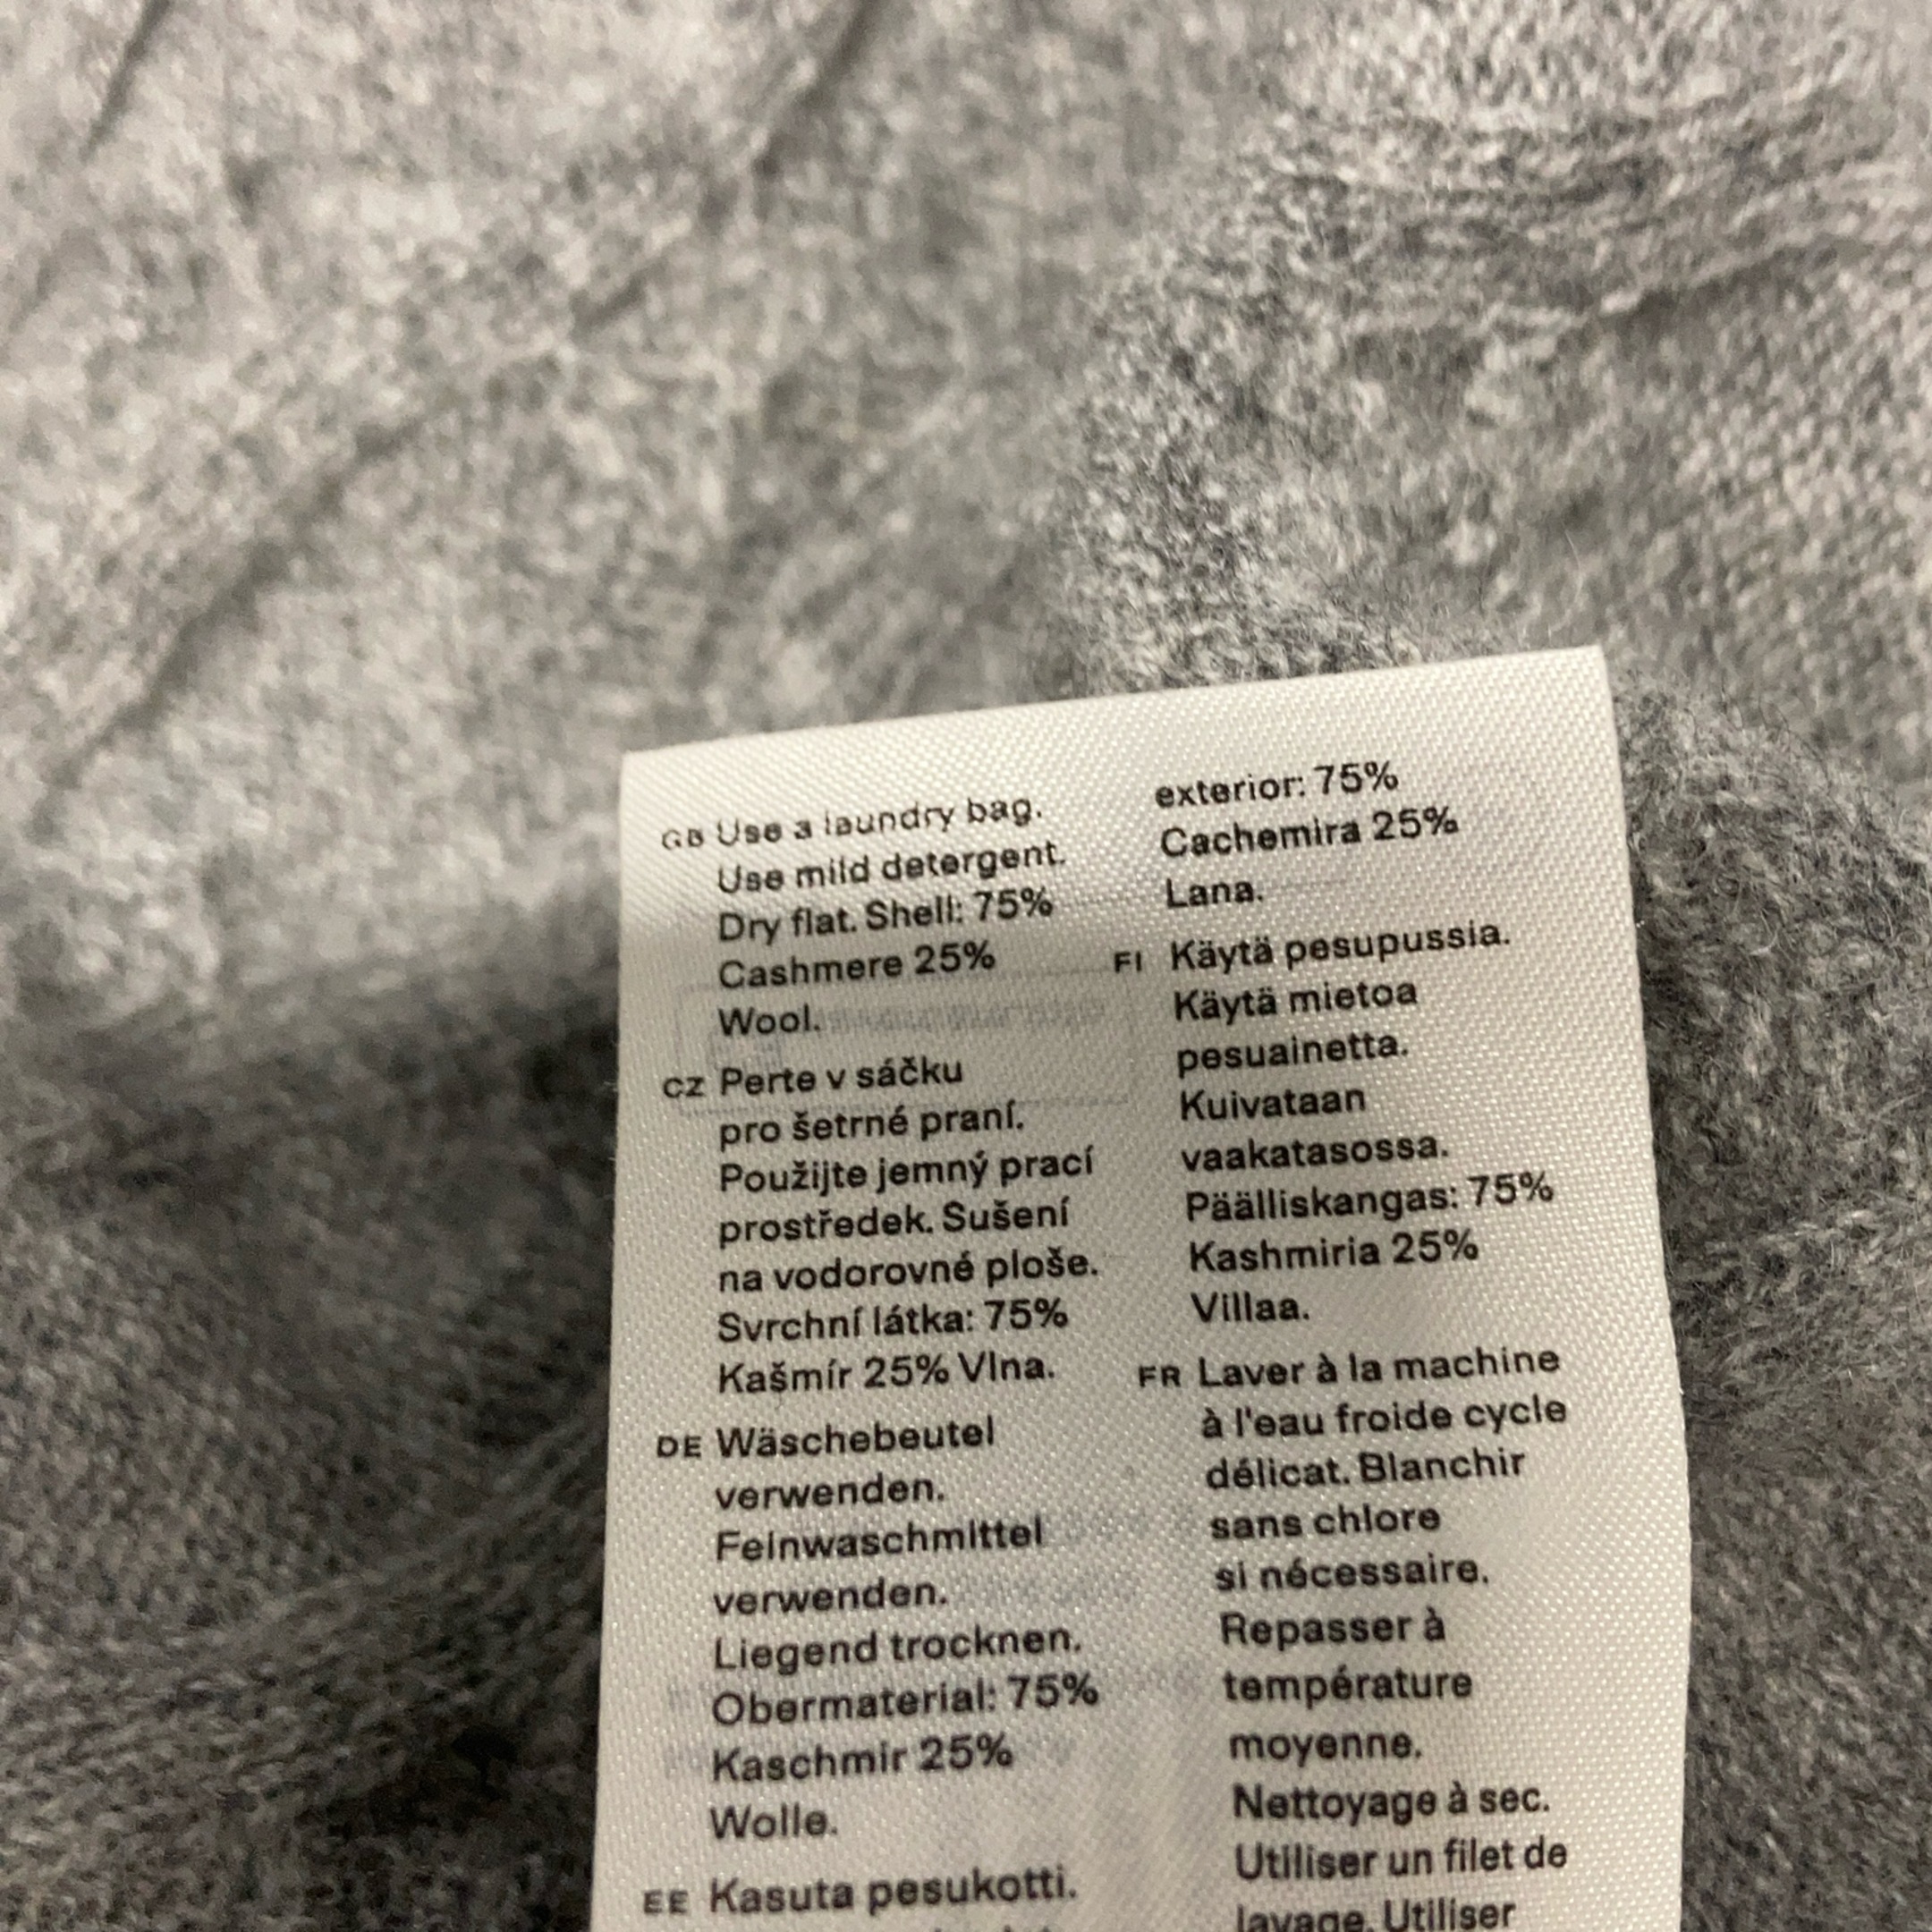 GB Use a laundry bag.
Use mild detergent.
Dry flat. Shell: 75%
Cashmere 25%
Wool.
CZ Perte v sáčku
pro šetrné praní.
Použijte jemný prací
prostředek. Sušení
na vodorovné ploše.
Svrchní látka: 75%
Kašmír 25% Vlna.
DE Wäschebeutel
verwenden.
Feinwaschmittel
verwenden.
Liegend trocknen.
Obermaterial: 75%
Kaschmir 25%
Wolle.
EE Kasuta pesukotti.
exterior: 75%
Cachemira 25%
Lana.
FI Käytä pesupussia.
Käytä mietoa
pesuainetta.
Kuivataan
vaakatasossa.
Päälliskangas: 75%
Kashmiria 25%
Villaa.
FR Laver à la machine
à l'eau froide cycle
délicat. Blanchir
sans chlore
si nécessaire.
Repasser à
température
moyenne.
Nettoyage à sec.
Utiliser un filet de
lavage. Utiliser